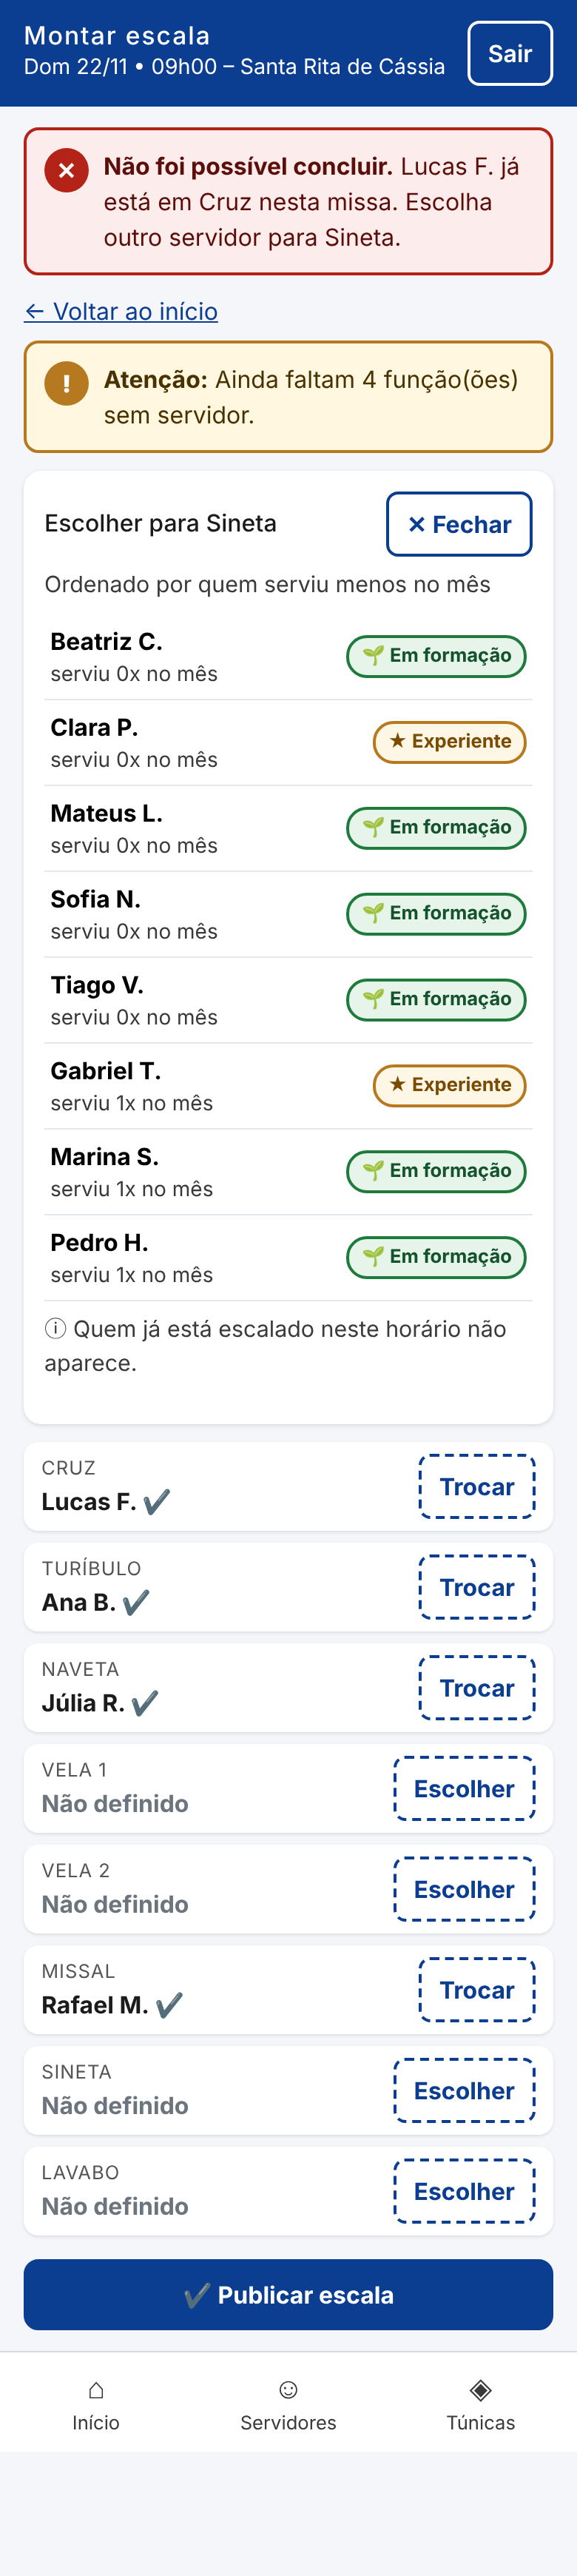 Montar escala
Dom 22/11 • 09h00 – Santa Rita de Cássia
Sair
✕ Não foi possível concluir. Lucas F. já
está em Cruz nesta missa. Escolha
outro servidor para Sineta.
← Voltar ao início
! Atenção: Ainda faltam 4 função(ões)
sem servidor.
Escolher para Sineta
✕ Fechar
Ordenado por quem serviu menos no mês
Beatriz C.
serviu 0x no mês
🌱 Em formação
Clara P.
serviu 0x no mês
★ Experiente
Mateus L.
serviu 0x no mês
🌱 Em formação
Sofia N.
serviu 0x no mês
🌱 Em formação
Tiago V.
serviu 0x no mês
🌱 Em formação
Gabriel T.
serviu 1x no mês
★ Experiente
Marina S.
serviu 1x no mês
🌱 Em formação
Pedro H.
serviu 1x no mês
🌱 Em formação
ⓘ Quem já está escalado neste horário não
aparece.
CRUZ
Lucas F. ✔
Trocar
TURÍBULO
Ana B. ✔
Trocar
NAVETA
Júlia R. ✔
Trocar
VELA 1
Não definido
Escolher
VELA 2
Não definido
Escolher
MISSAL
Rafael M. ✔
Trocar
SINETA
Não definido
Escolher
LAVABO
Não definido
Escolher
✔ Publicar escala
⌂ Início
☺ Servidores
◈ Túnicas